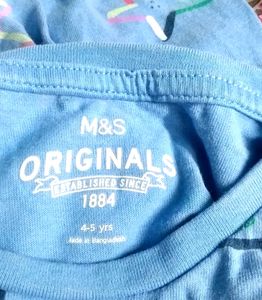 M&S
ORIGINALS
ESTABLISHED SINCE
1884
4-5 yrs
Made in Bangladesh